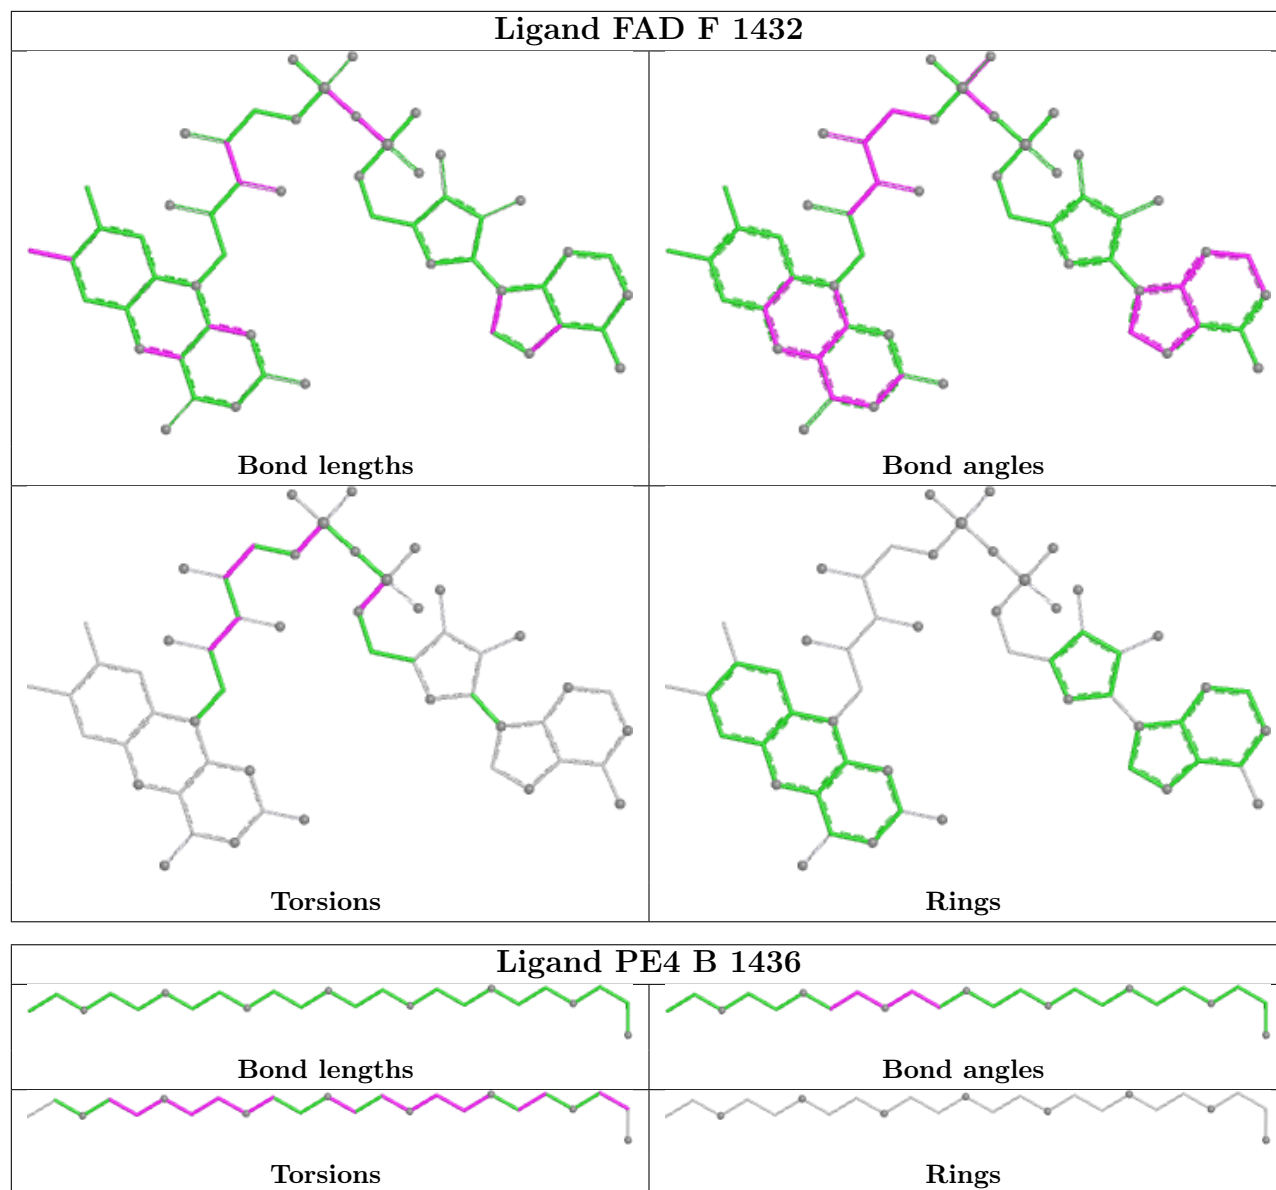 Ligand FAD F 1432
Bond lengths
Bond angles
Torsions
Rings
Ligand PE4 B 1436
Bond lengths
Bond angles
Torsions
Rings